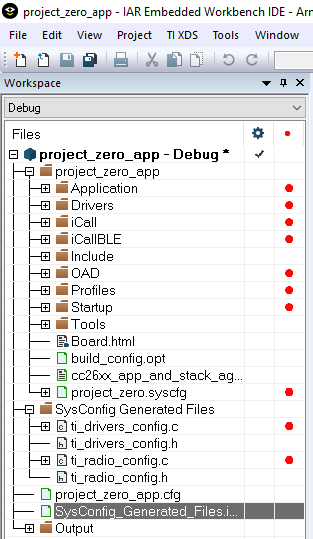 project_zero_app - IAR Embedded Workbench IDE - Arr
File Edit View Project TI XDS Tools Window
Workspace
Debug
Files
project_zero_app - Debug *
project_zero_app
Application
Drivers
iCall
iCallBLE
Include
OAD
Profiles
Startup
Tools
Board.html
build_config.opt
cc26xx_app_and_stack_ag...
project_zero.syscfg
SysConfig Generated Files
ti_drivers_config.c
ti_drivers_config.h
ti_radio_config.c
ti_radio_config.h
project_zero_app.cfg
SysConfig_Generated_Files.i...
Output